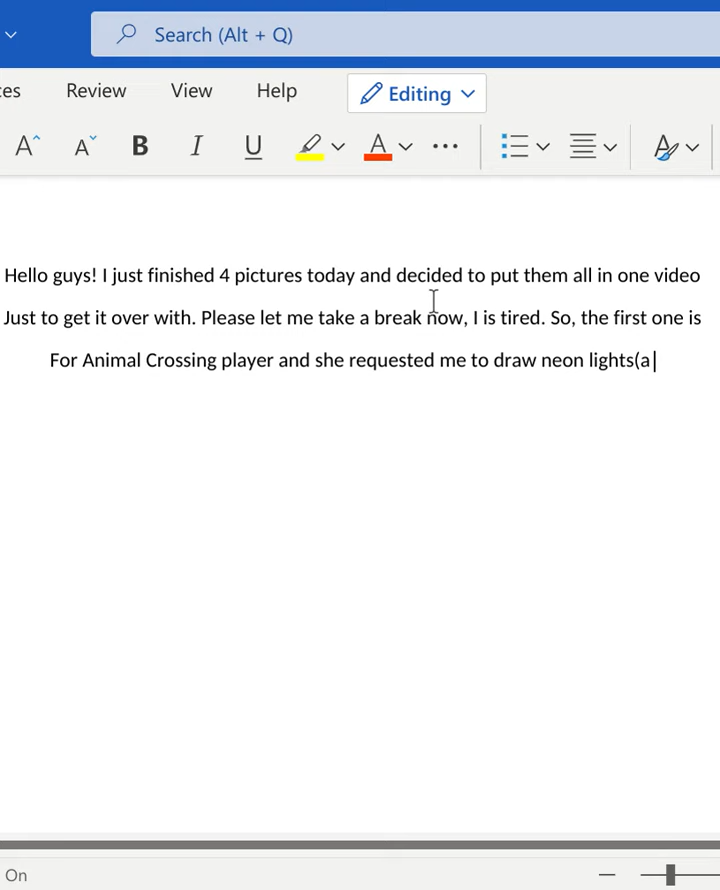 Search (Alt + Q)
ces Review View Help Editing
A A B I U A A
Hello guys! I just finished 4 pictures today and decided to put them all in one video
Just to get it over with. Please let me take a break now, I is tired. So, the first one is
For Animal Crossing player and she requested me to draw neon lights(a
On